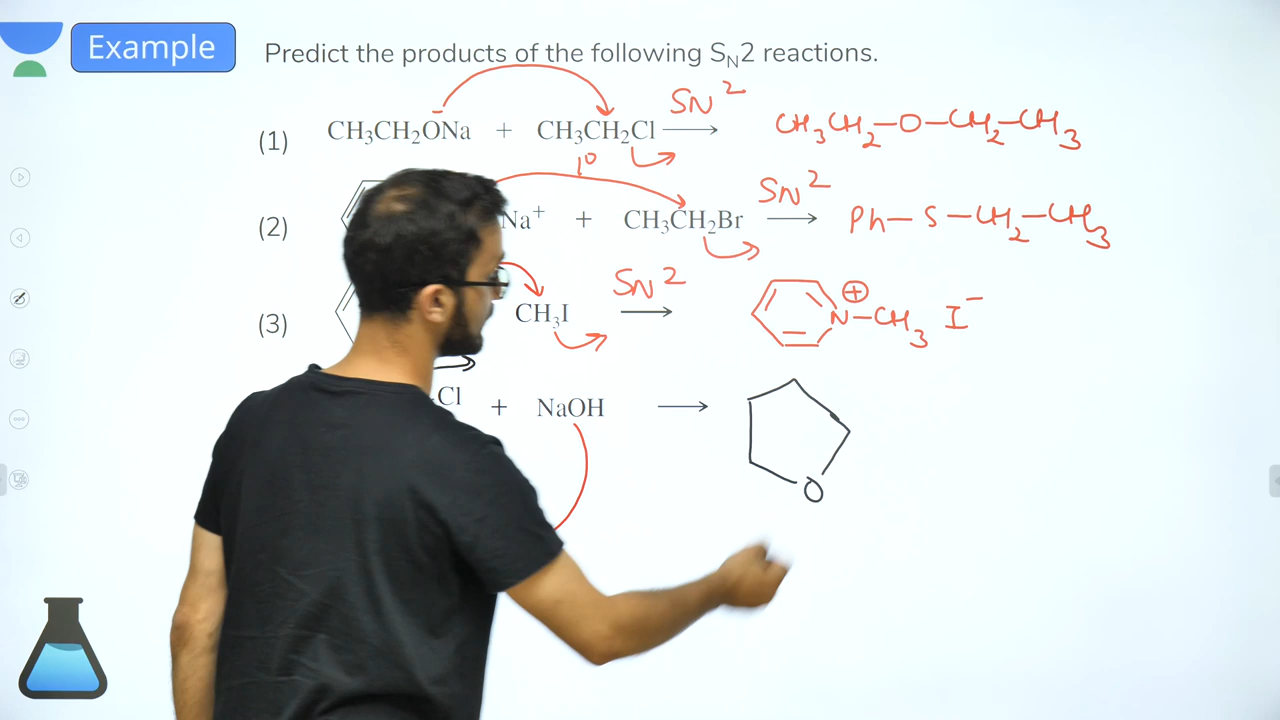 Example
Predict the products of the following SN2 reactions.
(1) CH3CH2ONa + CH3CH2Cl ⟶ SN2 CH3CH2—O—CH2—CH3
1°
(2) Na+ + CH3CH2Br ⟶ SN2 Ph—S—CH2—CH3
(3) CH3I ⟶ SN2 ⊕ N—CH3 I−
Cl + NaOH ⟶ O